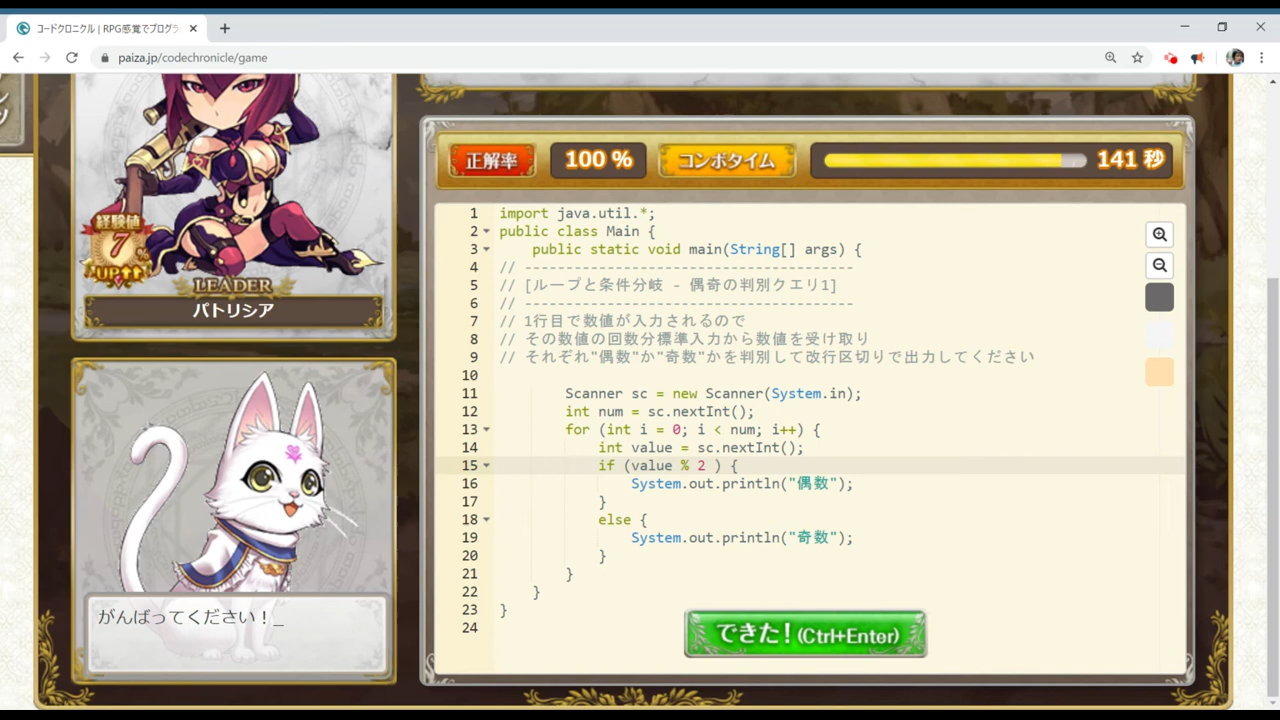 コードクロニクル | RPG感覚でプログラ
paiza.jp/codechronicle/game
経験値
7%
UP
LEADER
パトリシア
がんばってください！_
正解率
100 %
コンボタイム
141 秒
1 import java.util.*;
2 public class Main {
3 public static void main(String[] args) {
4 // ----------------------------------------
5 // [ループと条件分岐 - 偶奇の判別クエリ1]
6 // ----------------------------------------
7 // 1行目で数値が入力されるので
8 // その数値の回数分標準入力から数値を受け取り
9 // それぞれ"偶数"か"奇数"かを判別して改行区切りで出力してください
10
11 Scanner sc = new Scanner(System.in);
12 int num = sc.nextInt();
13 for (int i = 0; i < num; i++) {
14 int value = sc.nextInt();
15 if (value % 2 ) {
16 System.out.println("偶数");
17 }
18 else {
19 System.out.println("奇数");
20 }
21 }
22 }
23 }
24
できた！(Ctrl+Enter)